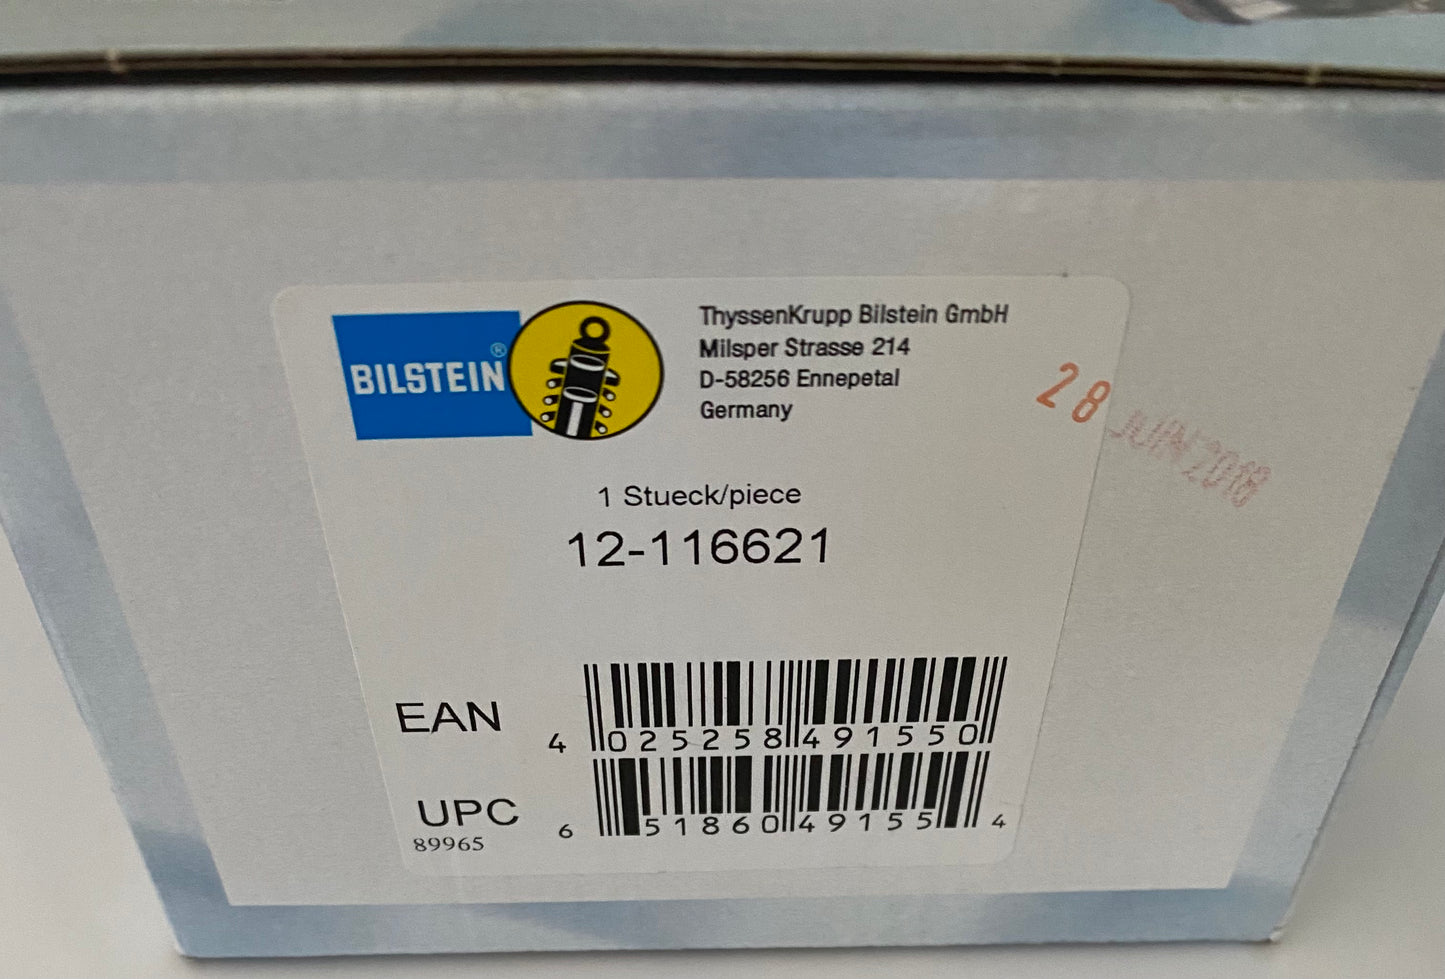 BILSTEIN®
ThyssenKrupp Bilstein GmbH
Milsper Strasse 214
D-58256 Ennepetal
Germany
28 JUIN 2018
1 Stueck/piece
12-116621
EAN
4 025258 491550
UPC
89965
6 51860 49155 4